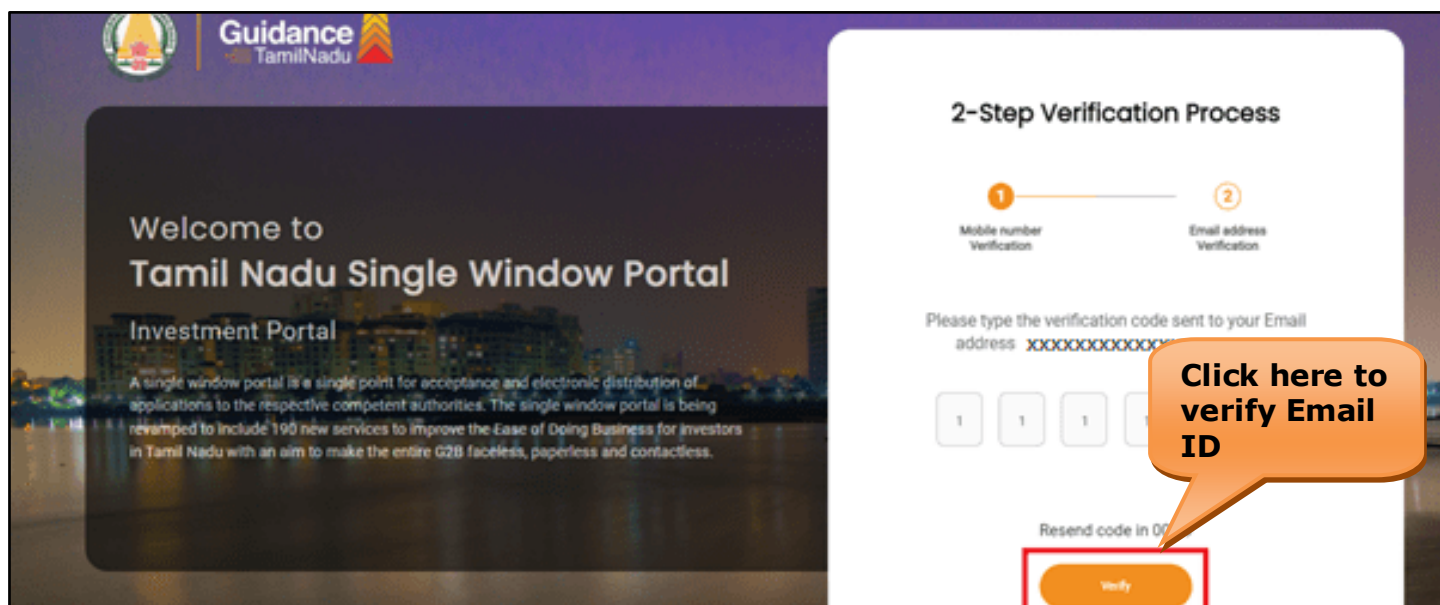 Guidance
TamilNadu
Welcome to
Tamil Nadu Single Window Portal
Investment Portal
A single window portal is a single point for acceptance and electronic distribution of
applications to the respective competent authorities. The single window portal is being
revamped to include 190 new services to improve the Ease of Doing Business for investors
in Tamil Nadu with an aim to make the entire G2B faceless, paperless and contactless.
2-Step Verification Process
1
2
Mobile number
Verification
Email address
Verification
Please type the verification code sent to your Email
address XXXXXXXXXXXXX
1 1 1 1
Click here to
verify Email
ID
Resend code in
Verify